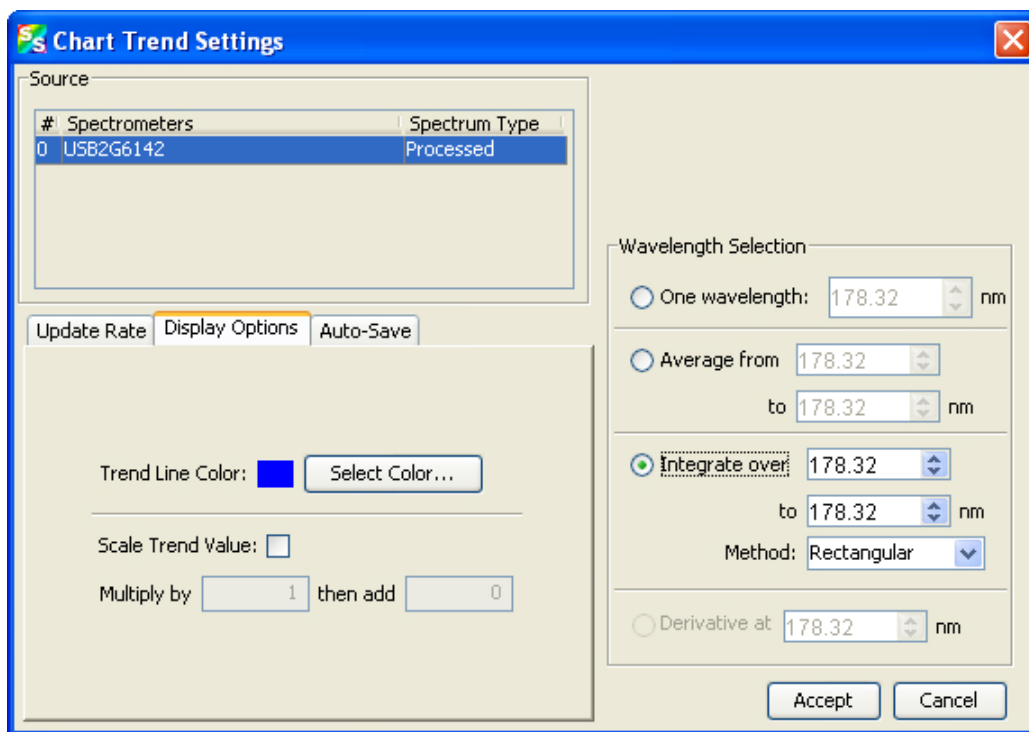 SS Chart Trend Settings
Source
# Spectrometers Spectrum Type
0 USB2G6142 Processed
Update Rate Display Options Auto-Save
Trend Line Color: Select Color...
Scale Trend Value:
Multiply by 1 then add 0
Wavelength Selection
One wavelength: 178.32 nm
Average from 178.32
to 178.32 nm
Integrate over 178.32
to 178.32 nm
Method: Rectangular
Derivative at 178.32 nm
Accept Cancel